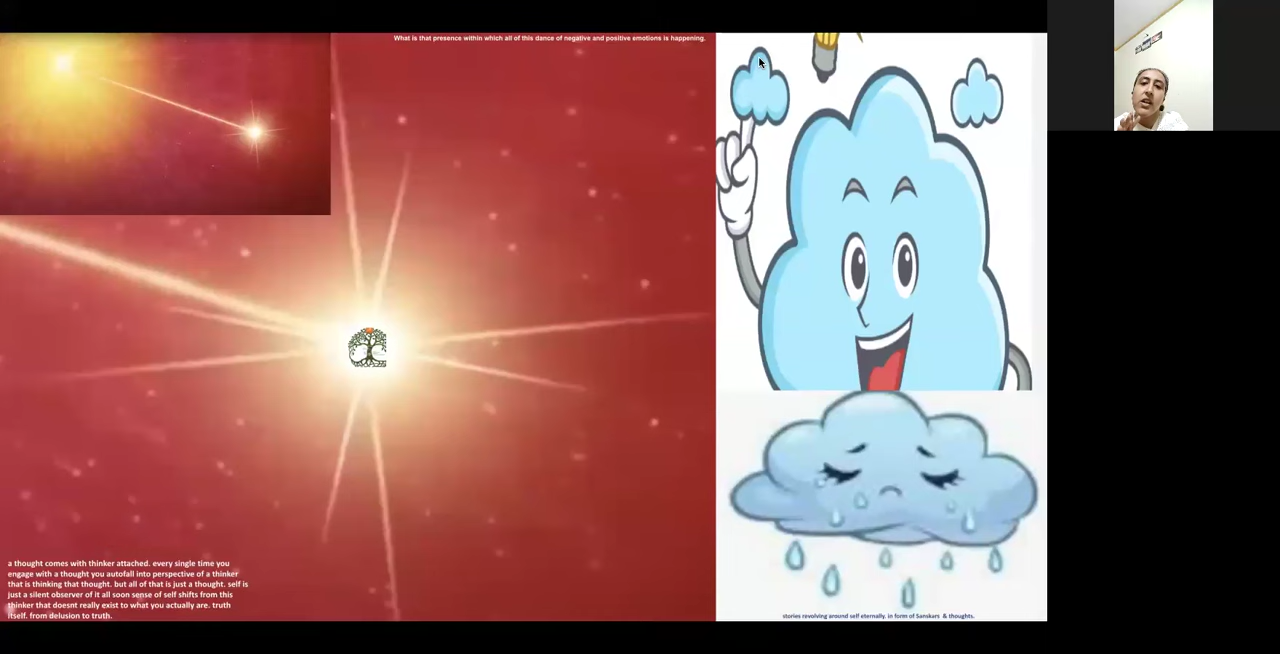 What is that presence within which all of this dance of negative and positive emotions is happening.
a thought comes with thinker attached. every single time you
engage with a thought you autofall into perspective of a thinker
that is thinking that thought. but all of that is just a thought. self is
just a silent observer of it all soon sense of self shifts from this
thinker that doesnt really exist to what you actually are. truth
itself. from delusion to truth.
stories revolving around self eternally. in form of Sanskars & thoughts.